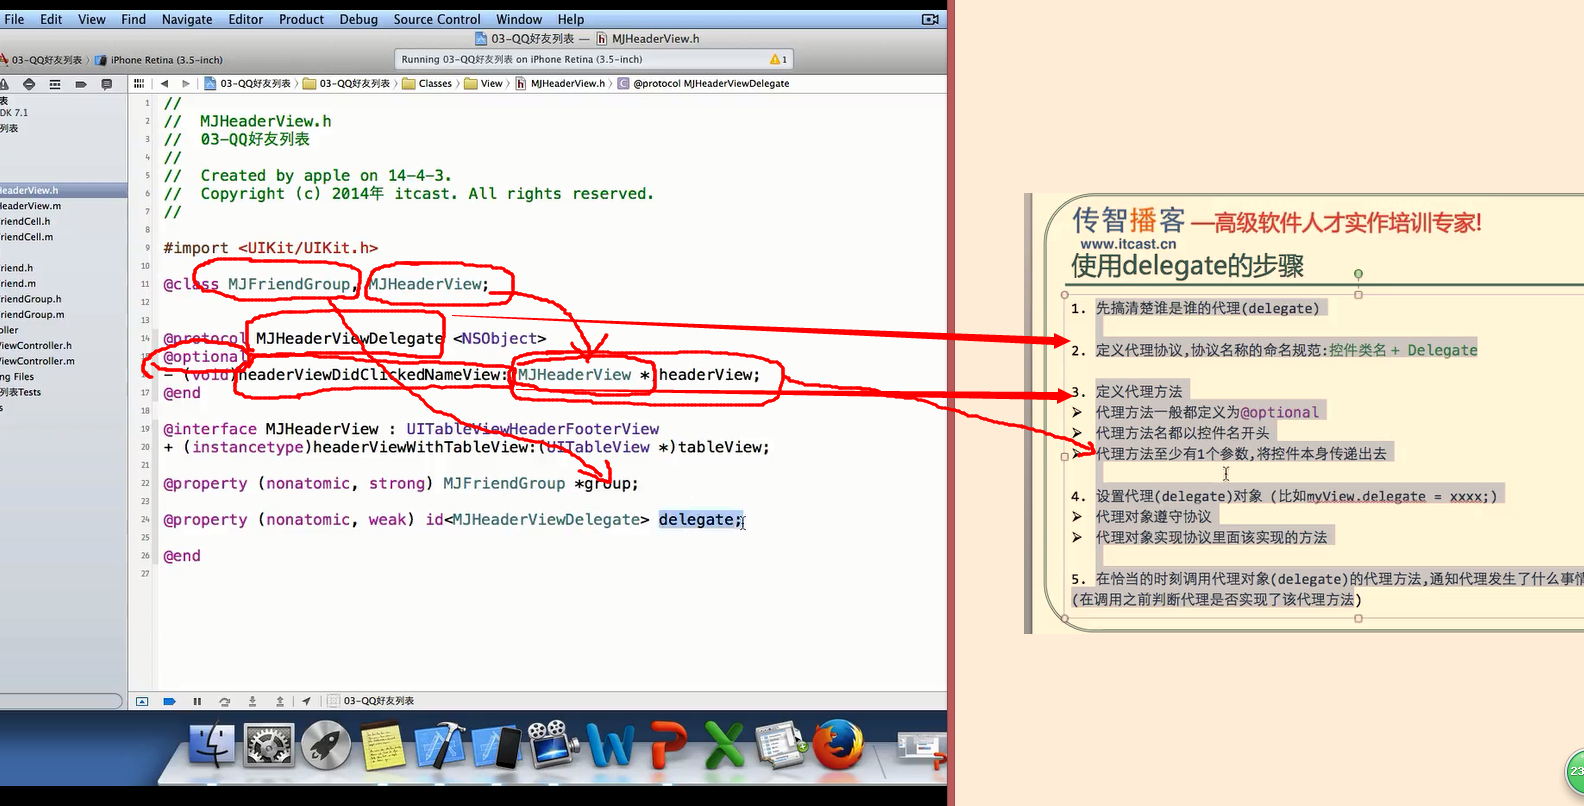 File Edit View Find Navigate Editor Product Debug Source Control Window Help
03-QQ好友列表 — MJHeaderView.h
03-QQ好友列表 iPhone Retina (3.5-inch)
Running 03-QQ好友列表 on iPhone Retina (3.5-inch)
1
03-QQ好友列表 03-QQ好友列表 Classes View MJHeaderView.h @protocol MJHeaderViewDelegate
表
DK 7.1
列表
HeaderView.h
HeaderView.m
FriendCell.h
FriendCell.m
riend.h
riend.m
FriendGroup.h
FriendGroup.m
oller
ViewController.h
ViewController.m
ng Files
列表Tests
s
1 //
2 // MJHeaderView.h
3 // 03-QQ好友列表
4 //
5 // Created by apple on 14-4-3.
6 // Copyright (c) 2014年 itcast. All rights reserved.
7 //
8
9 #import <UIKit/UIKit.h>
10
11 @class MJFriendGroup, MJHeaderView;
12
13
14 @protocol MJHeaderViewDelegate <NSObject>
15 @optional
- (void)headerViewDidClickedNameView:(MJHeaderView *)headerView;
17 @end
18
19 @interface MJHeaderView : UITableViewHeaderFooterView
20 + (instancetype)headerViewWithTableView:(UITableView *)tableView;
21
22 @property (nonatomic, strong) MJFriendGroup *group;
23
24 @property (nonatomic, weak) id<MJHeaderViewDelegate> delegate;
25
26 @end
27
03-QQ好友列表
传智播客 —高级软件人才实作培训专家!
www.itcast.cn
使用delegate的步骤
1. 先搞清楚谁是谁的代理(delegate)
2. 定义代理协议,协议名称的命名规范:控件类名 + Delegate
3. 定义代理方法
代理方法一般都定义为@optional
代理方法名都以控件名开头
代理方法至少有1个参数,将控件本身传递出去
4. 设置代理(delegate)对象 (比如myView.delegate = xxxx;)
代理对象遵守协议
代理对象实现协议里面该实现的方法
5. 在恰当的时刻调用代理对象(delegate)的代理方法,通知代理发生了什么事情
(在调用之前判断代理是否实现了该代理方法)
23